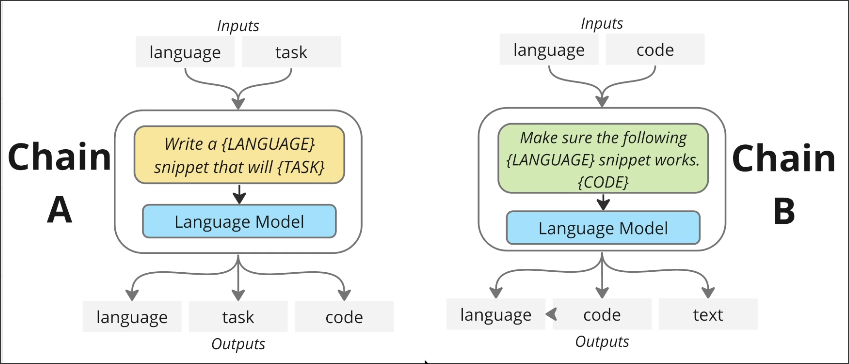 Inputs
language task
Chain
A
Write a {LANGUAGE}
snippet that will {TASK}
Language Model
language task code
Outputs
Inputs
language code
Make sure the following
{LANGUAGE} snippet works.
{CODE}
Language Model
Chain
B
language code text
Outputs